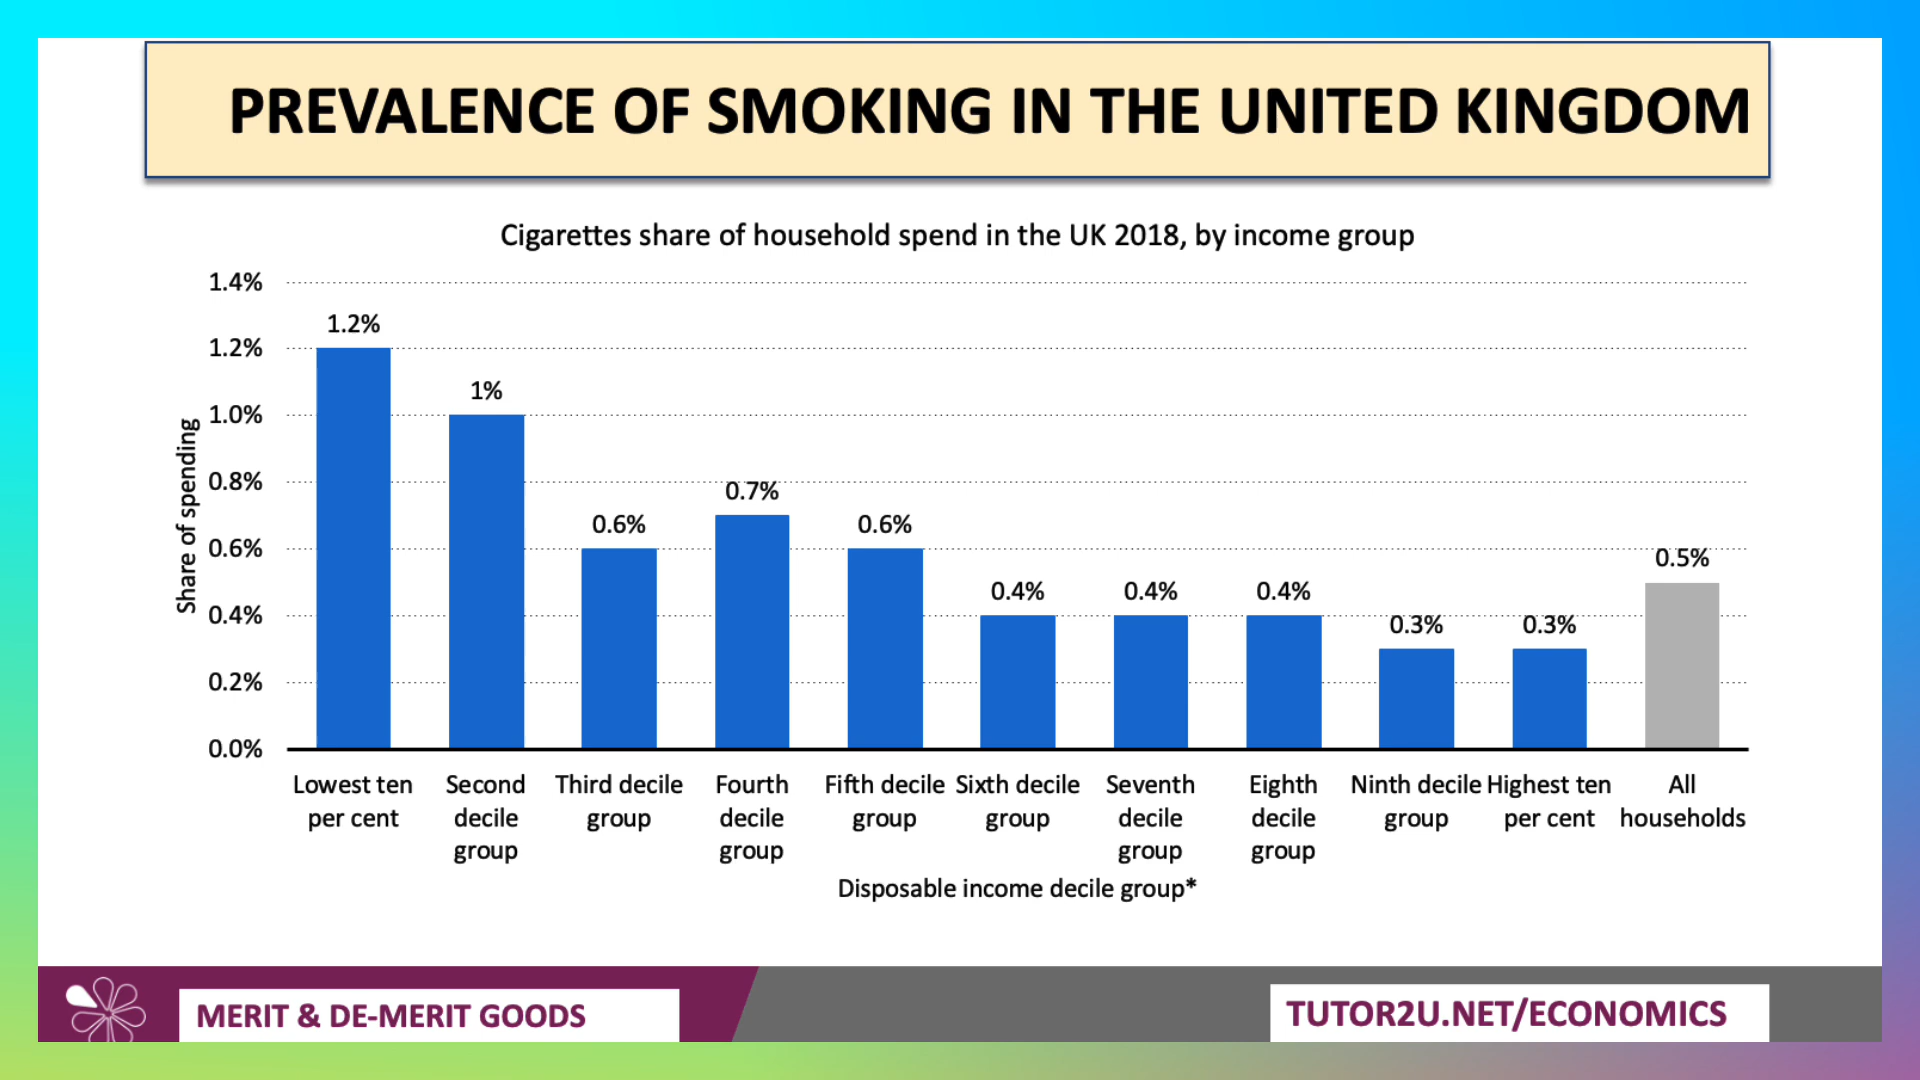 PREVALENCE OF SMOKING IN THE UNITED KINGDOM
Cigarettes share of household spend in the UK 2018, by income group
Share of spending
1.4%
1.2%
1.0%
0.8%
0.6%
0.4%
0.2%
0.0%
1.2%
1%
0.6%
0.7%
0.6%
0.4%
0.4%
0.4%
0.3%
0.3%
0.5%
Lowest ten
per cent
Second
decile
group
Third decile
group
Fourth
decile
group
Fifth decile
group
Sixth decile
group
Seventh
decile
group
Eighth
decile
group
Ninth decile
group
Highest ten
per cent
All
households
Disposable income decile group*
MERIT & DE-MERIT GOODS
TUTOR2U.NET/ECONOMICS